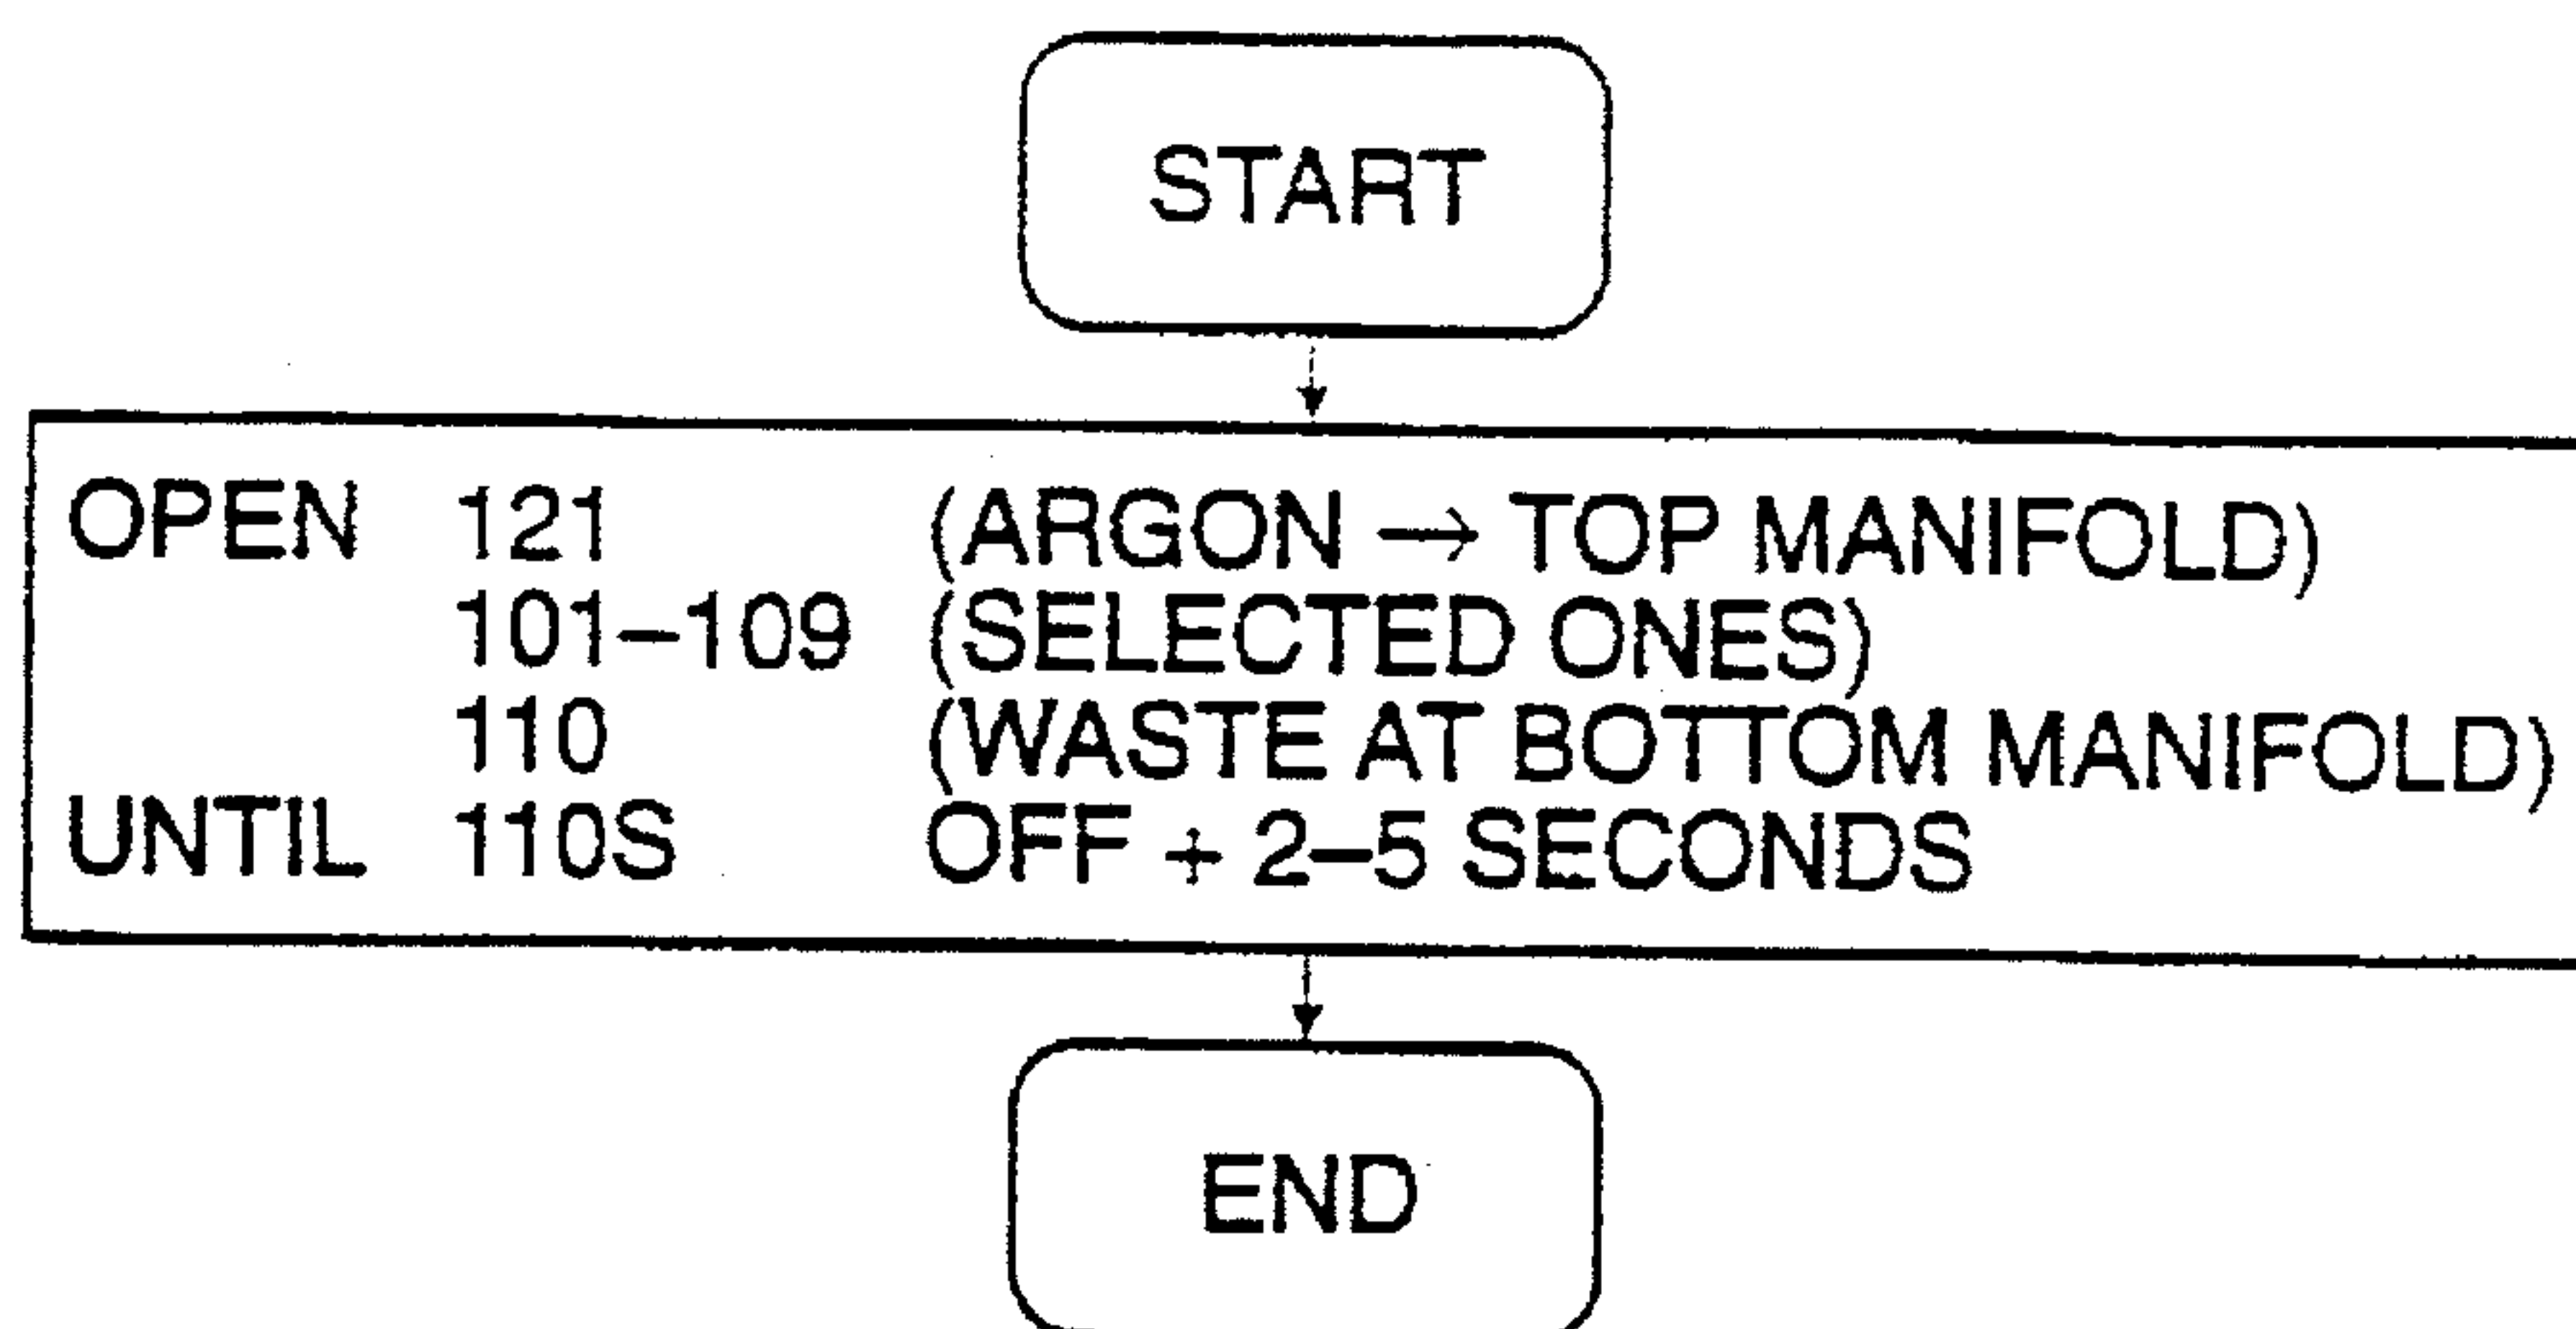 START
OPEN 121 (ARGON → TOP MANIFOLD)
101–109 (SELECTED ONES)
110 (WASTE AT BOTTOM MANIFOLD)
UNTIL 110S OFF + 2–5 SECONDS
END